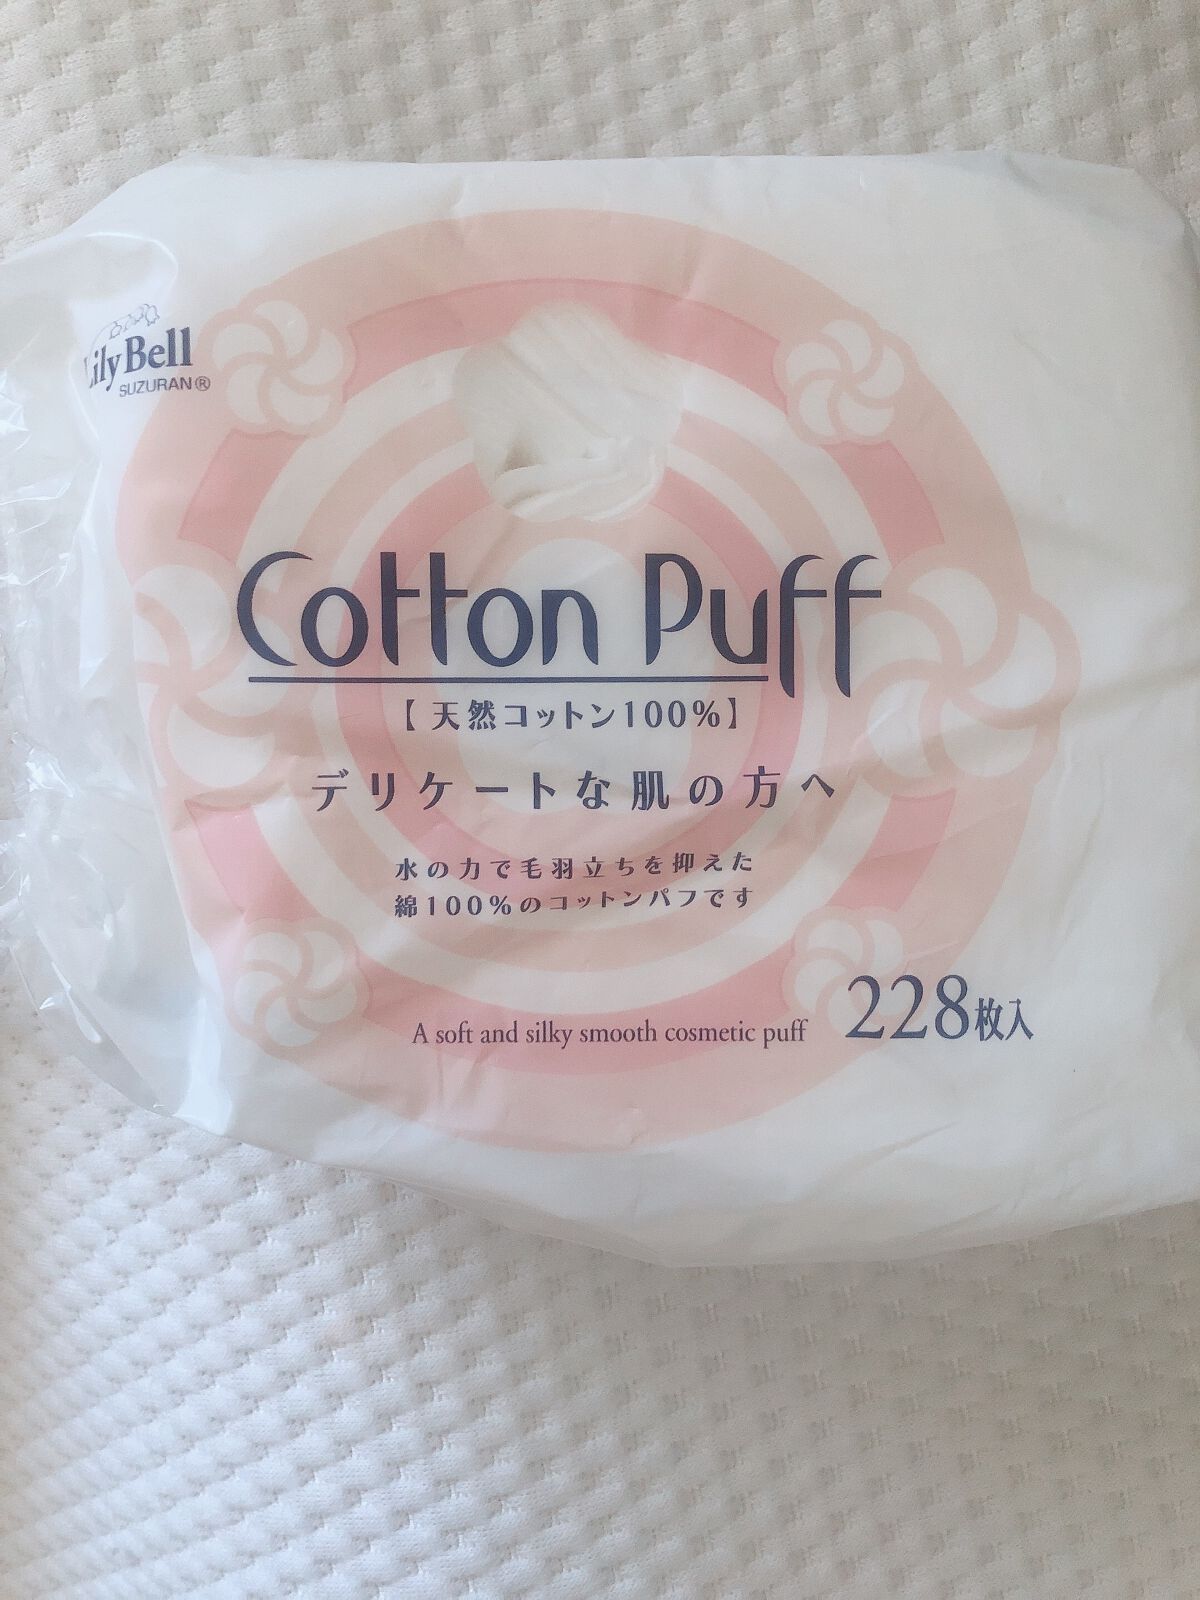 Lily Bell
SUZURAN®
Cotton Puff
【天然コットン100%】
デリケートな肌の方へ
水の力で毛羽立ちを抑えた
綿100%のコットンパフです
A soft and silky smooth cosmetic puff
228枚入